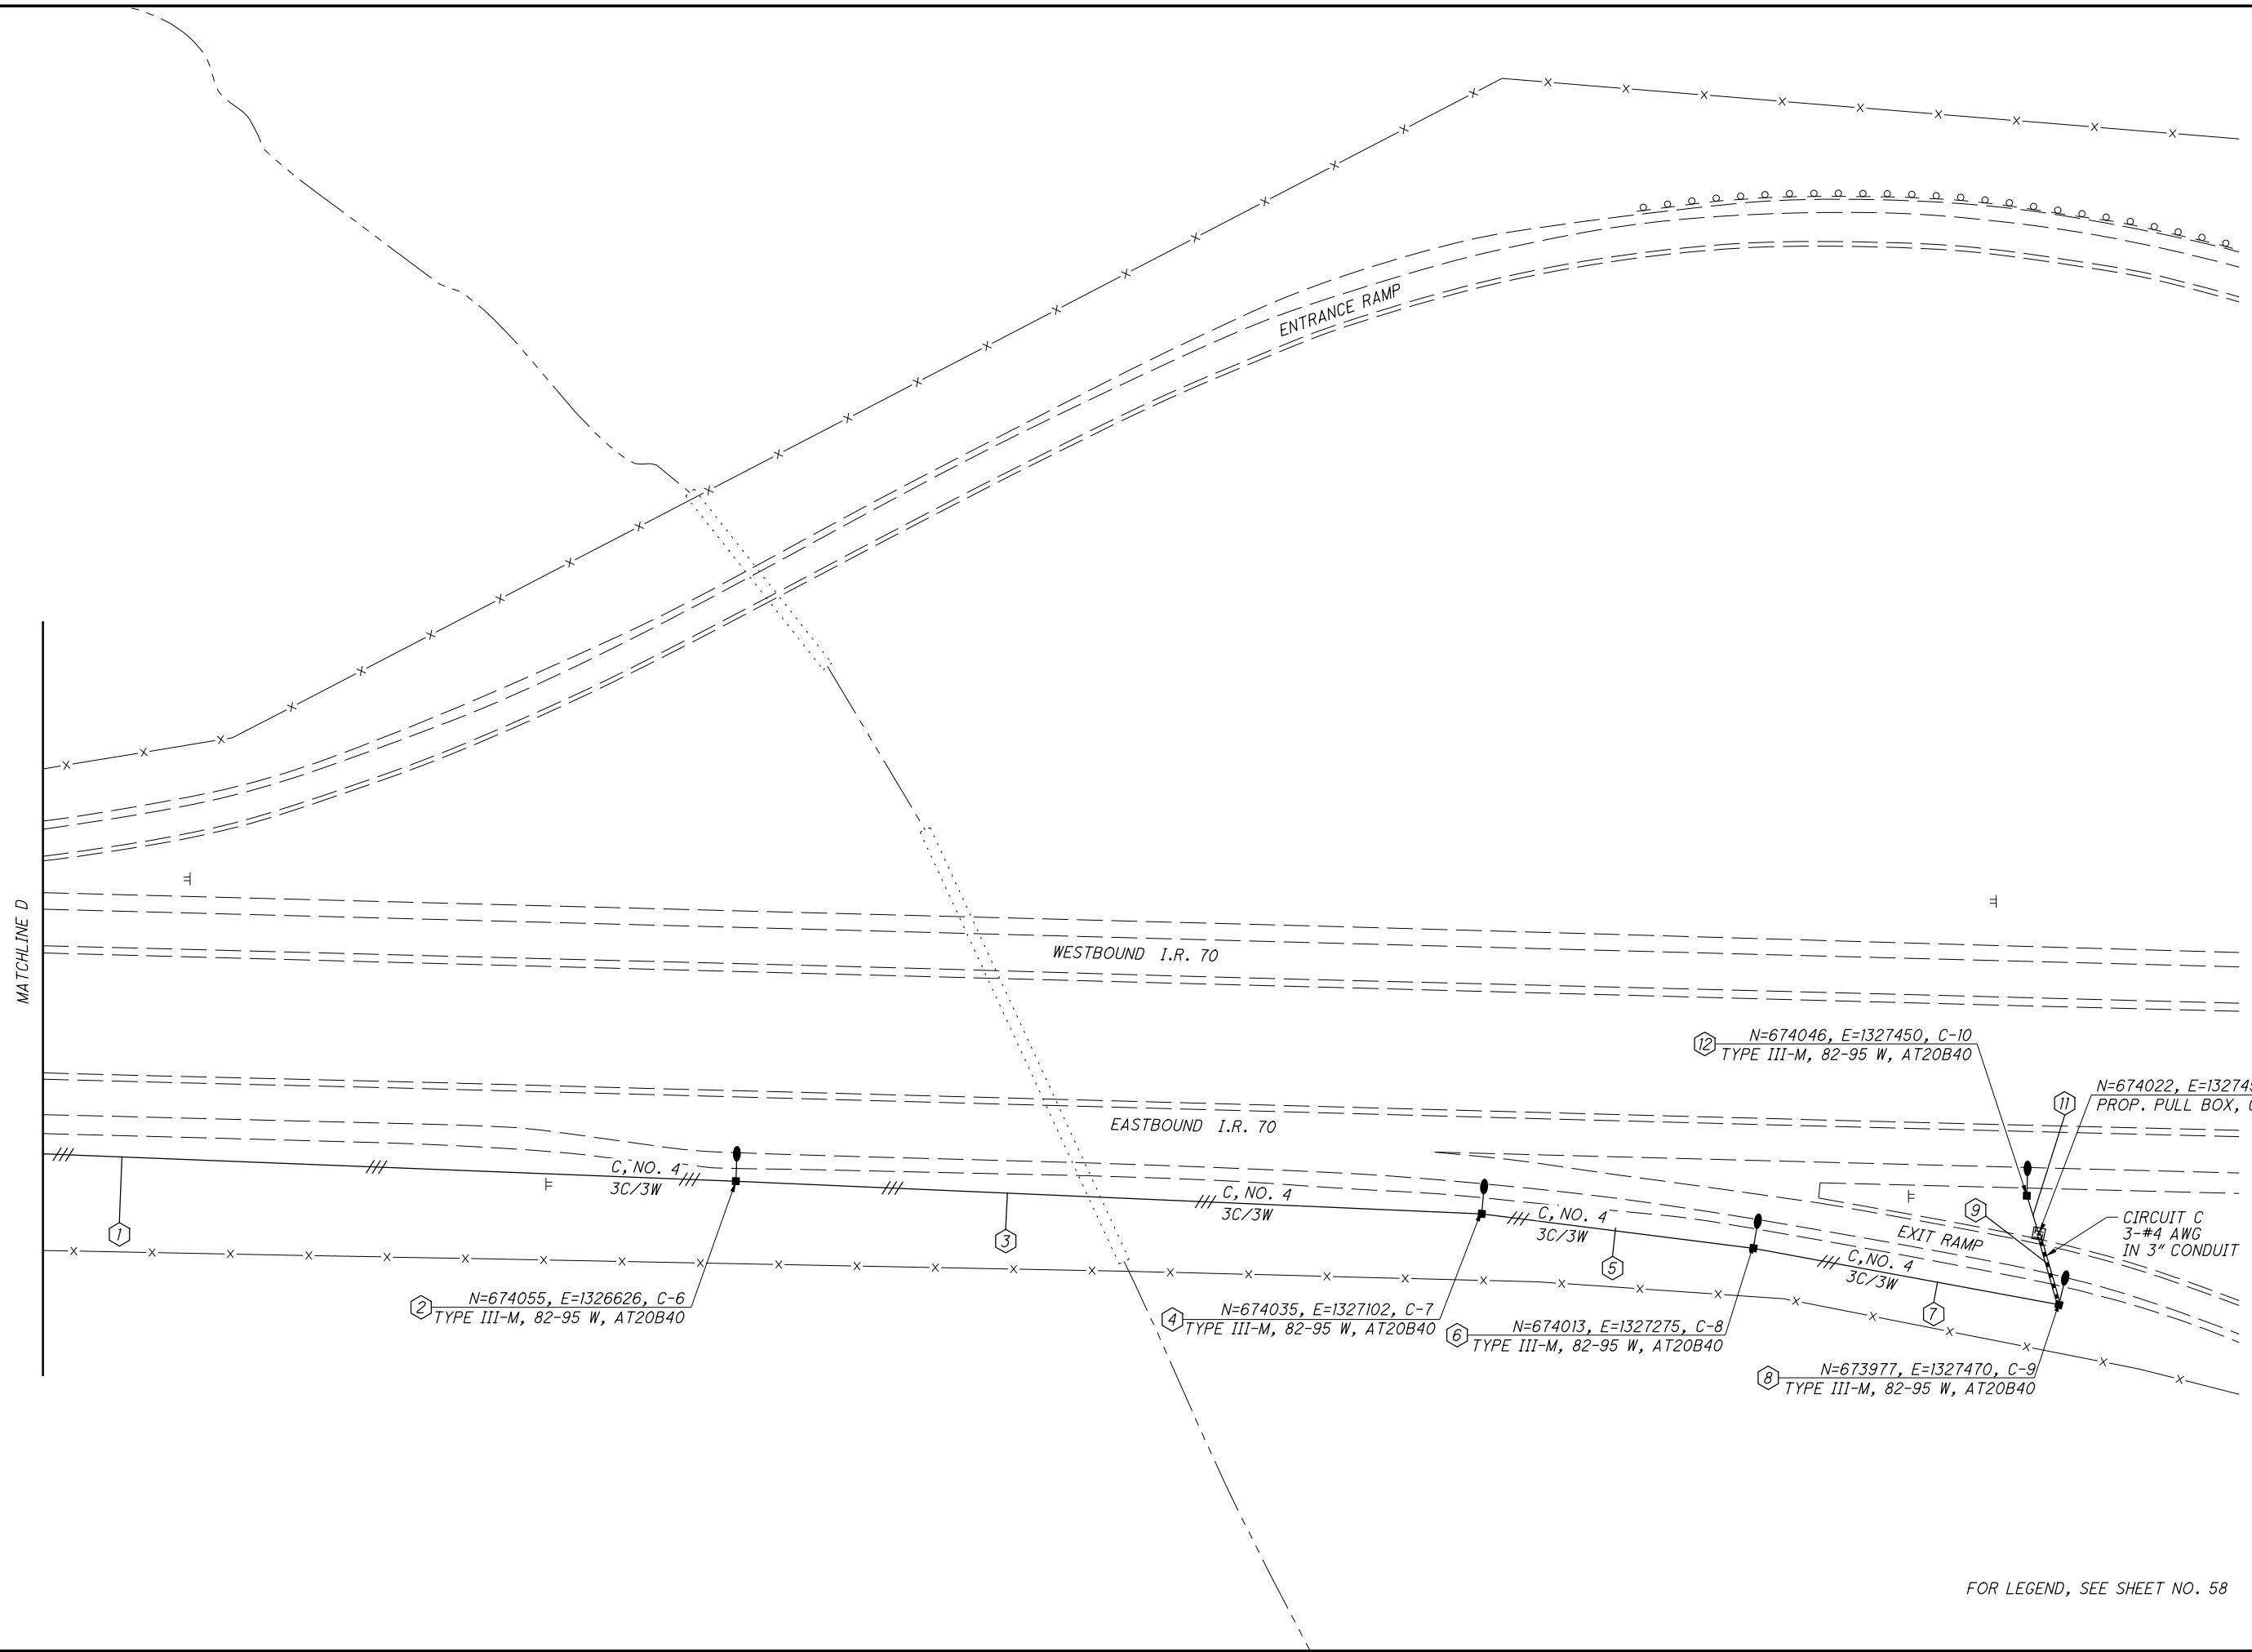 ENTRANCE RAMP
MATCHLINE D
WESTBOUND I.R. 70
12
N=674046, E=1327450, C-10
TYPE III-M, 82-95 W, AT20B40
11
N=674022,
PROP. PULL BOX,
EASTBOUND I.R. 70
C, NO. 4
3C/3W
C, NO. 4
3C/3W
C, NO. 4
3C/3W
9
CIRCUIT C
3-#4 AWG
IN 3" CONDUIT
EXIT RAMP
C, NO. 4
3C/3W
1
3
5
7
2
N=674055, E=1326626, C-6
TYPE III-M, 82-95 W, AT20B40
4
N=674035, E=1327102, C-7
TYPE III-M, 82-95 W, AT20B40
6
N=674013, E=1327275, C-8
TYPE III-M, 82-95 W, AT20B40
8
N=673977, E=1327470, C-9
TYPE III-M, 82-95 W, AT20B40
FOR LEGEND, SEE SHEET NO. 58